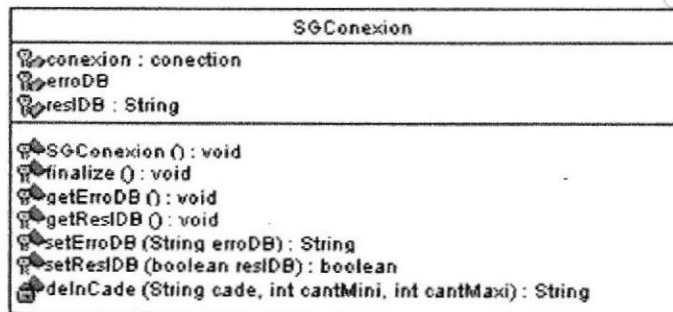 SGConexion
conexion : conection
erroDB
resIDB : String
SGConexion () : void
finalize () : void
getErroDB () : void
getResIDB () : void
setErroDB (String erroDB) : String
setResIDB (boolean resIDB) : boolean
deInCade (String cade, int cantMini, int cantMaxi) : String